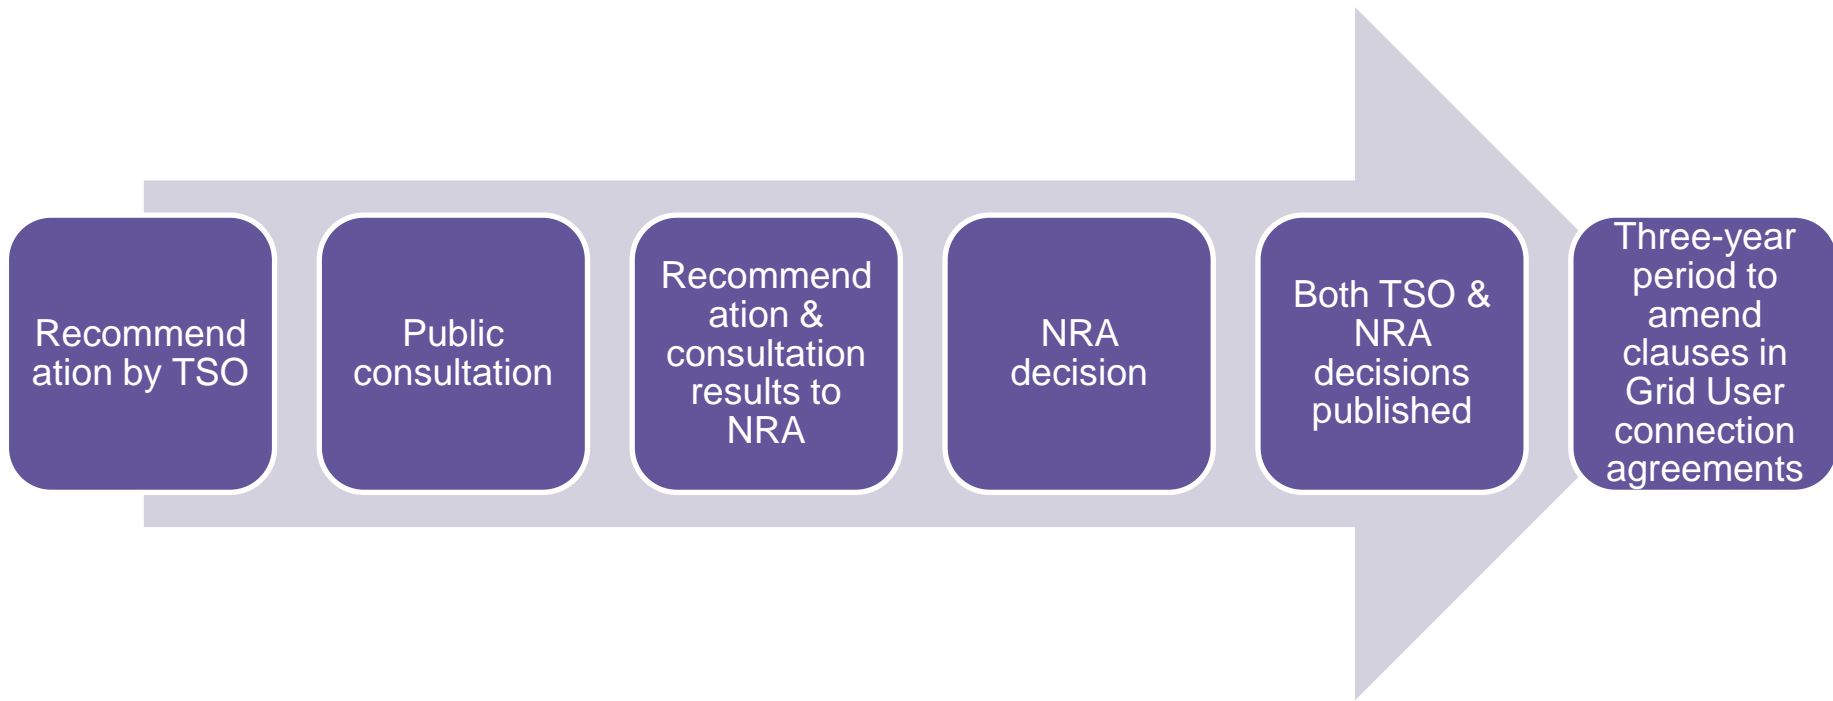 Recommend
ation by TSO
Public
consultation
Recommend
ation &
consultation
results to
NRA
NRA
decision
Both TSO &
NRA
decisions
published
Three-year
period to
amend
clauses in
Grid User
connection
agreements